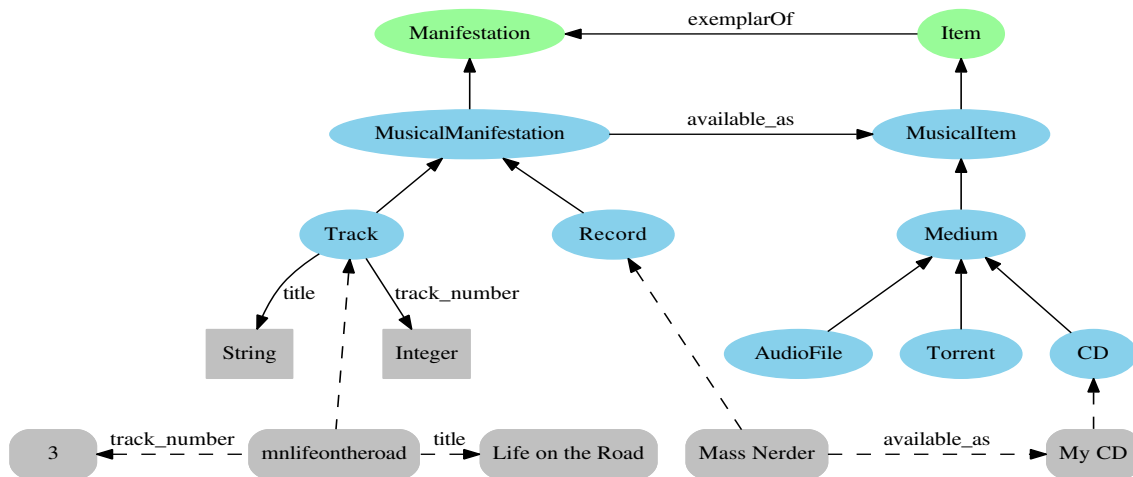 exemplarOf
Manifestation
Item
available_as
MusicalManifestation
MusicalItem
Track
Record
Medium
title
track_number
String
Integer
AudioFile
Torrent
CD
track_number
title
available_as
3
mnlifeontheroad
Life on the Road
Mass Nerder
My CD